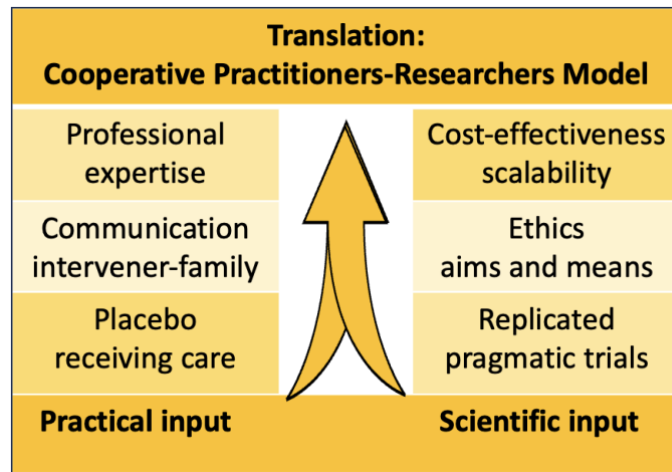 Translation:
Cooperative Practitioners-Researchers Model
Professional
expertise
Cost-effectiveness
scalability
Communication
intervener-family
Ethics
aims and means
Placebo
receiving care
Replicated
pragmatic trials
Practical input
Scientific input